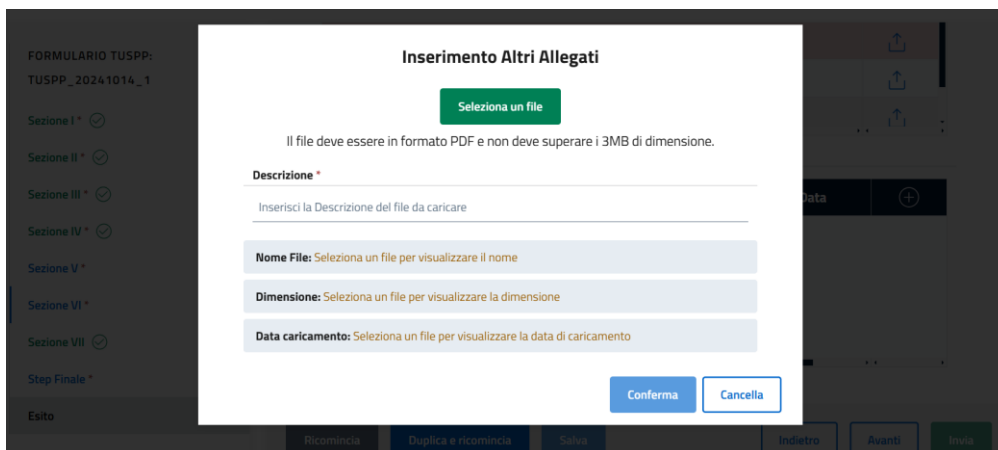 FORMULARIO TUSPP:
TUSPP_20241014_1
Sezione I *
Sezione II *
Sezione III *
Sezione IV *
Sezione V *
Sezione VI *
Sezione VII
Step Finale *
Esito
Inserimento Altri Allegati
Seleziona un file
Il file deve essere in formato PDF e non deve superare i 3MB di dimensione.
Descrizione *
Inserisci la Descrizione del file da caricare
Nome File: Seleziona un file per visualizzare il nome
Dimensione: Seleziona un file per visualizzare la dimensione
Data caricamento: Seleziona un file per visualizzare la data di caricamento
Conferma Cancella
Data
Ricomincia Duplica e ricomincia Salva Indietro Avanti Invia